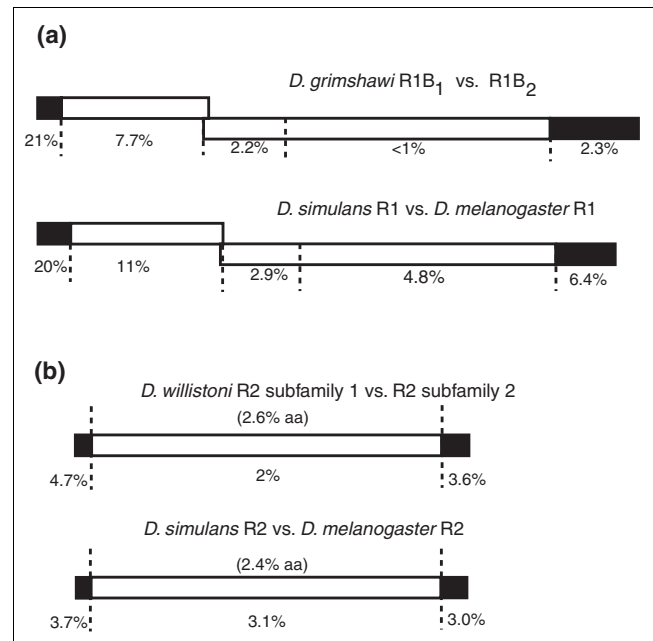 (a)
D. grimshawi R1B1 vs. R1B2
21% 7.7% 2.2% <1% 2.3%
D. simulans R1 vs. D. melanogaster R1
20% 11% 2.9% 4.8% 6.4%
(b)
D. willistoni R2 subfamily 1 vs. R2 subfamily 2
(2.6% aa)
4.7% 2% 3.6%
D. simulans R2 vs. D. melanogaster R2
(2.4% aa)
3.7% 3.1% 3.0%